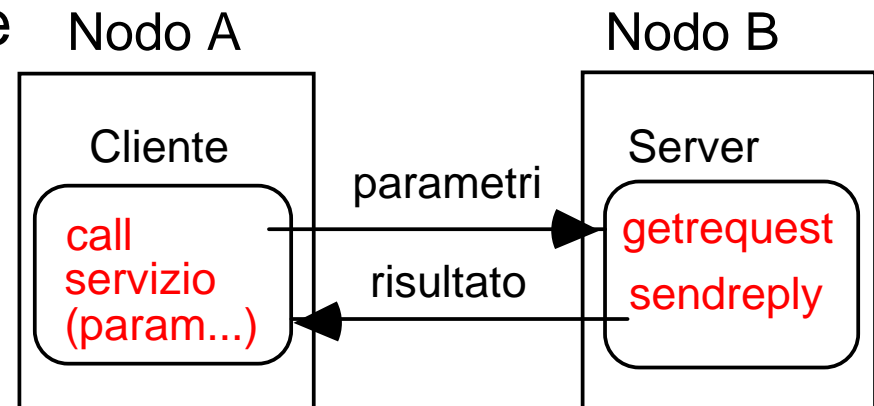 e
Nodo A
Nodo B
Cliente
Server
parametri
call
servizio
(param...)
getrequest
risultato
sendreply